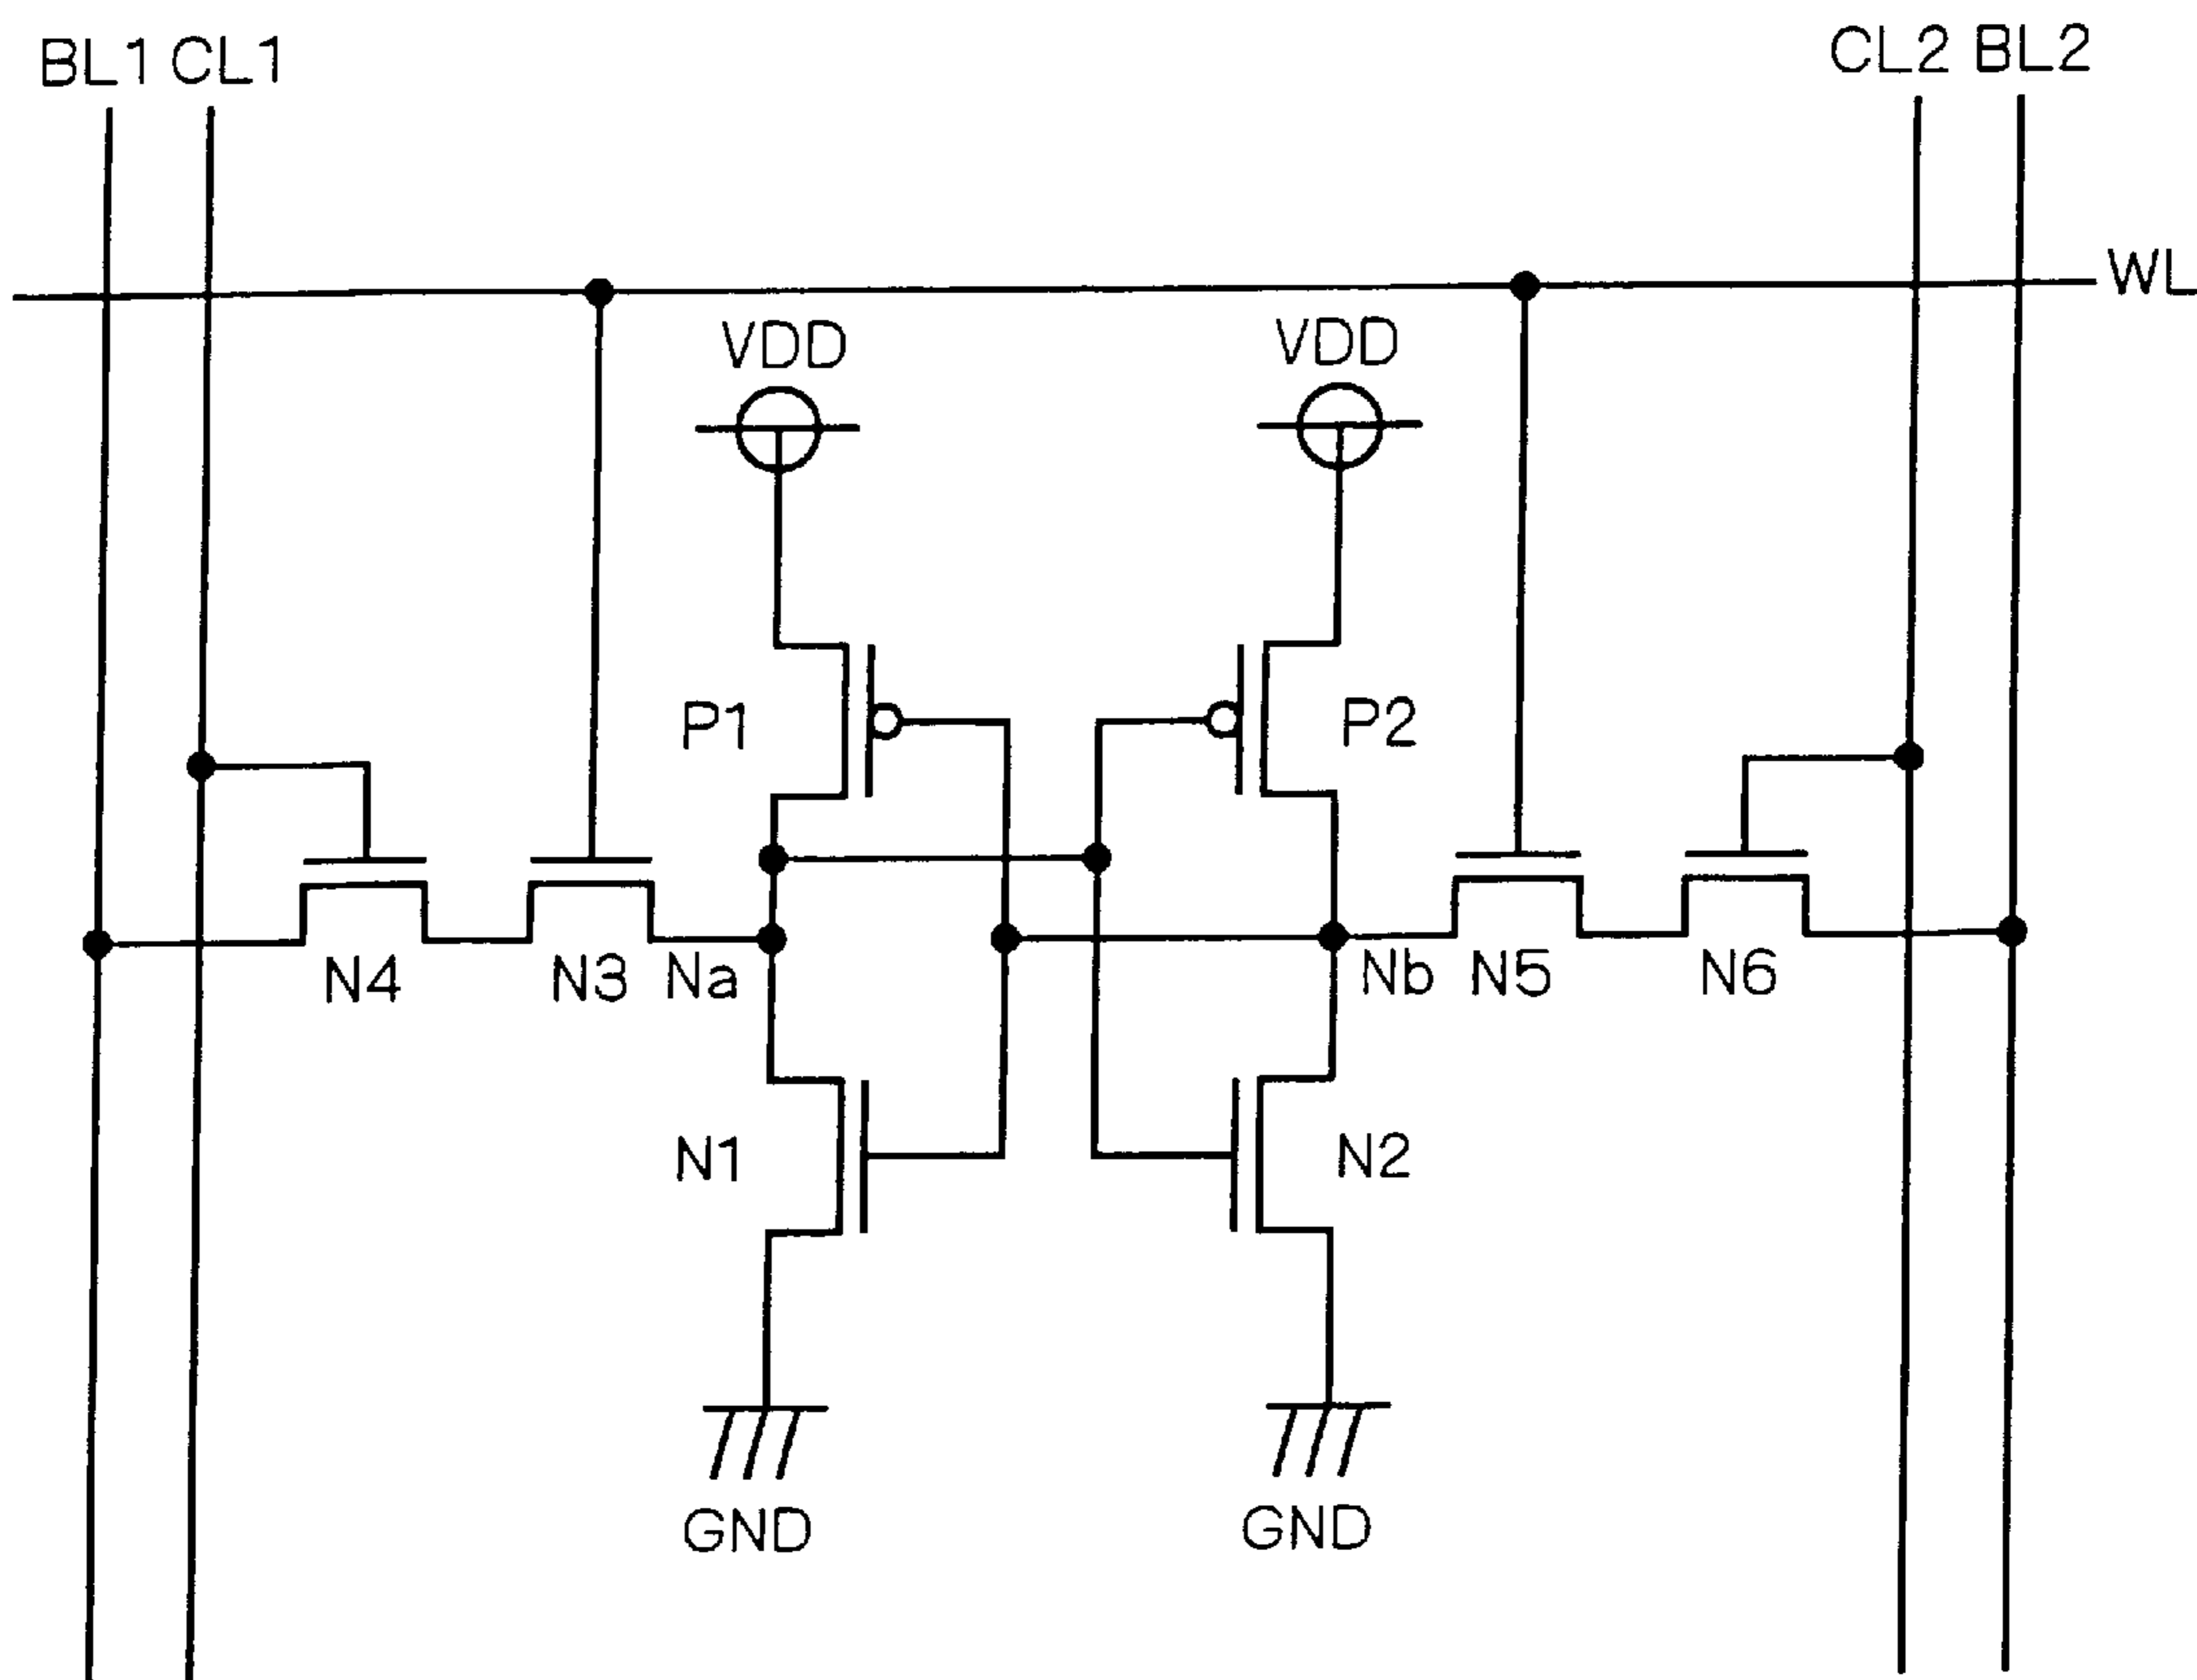 BL1 CL1 CL2 BL2
WL
VDD VDD
P1 P2
N4 N3 Na Nb N5 N6
N1 N2
GND GND